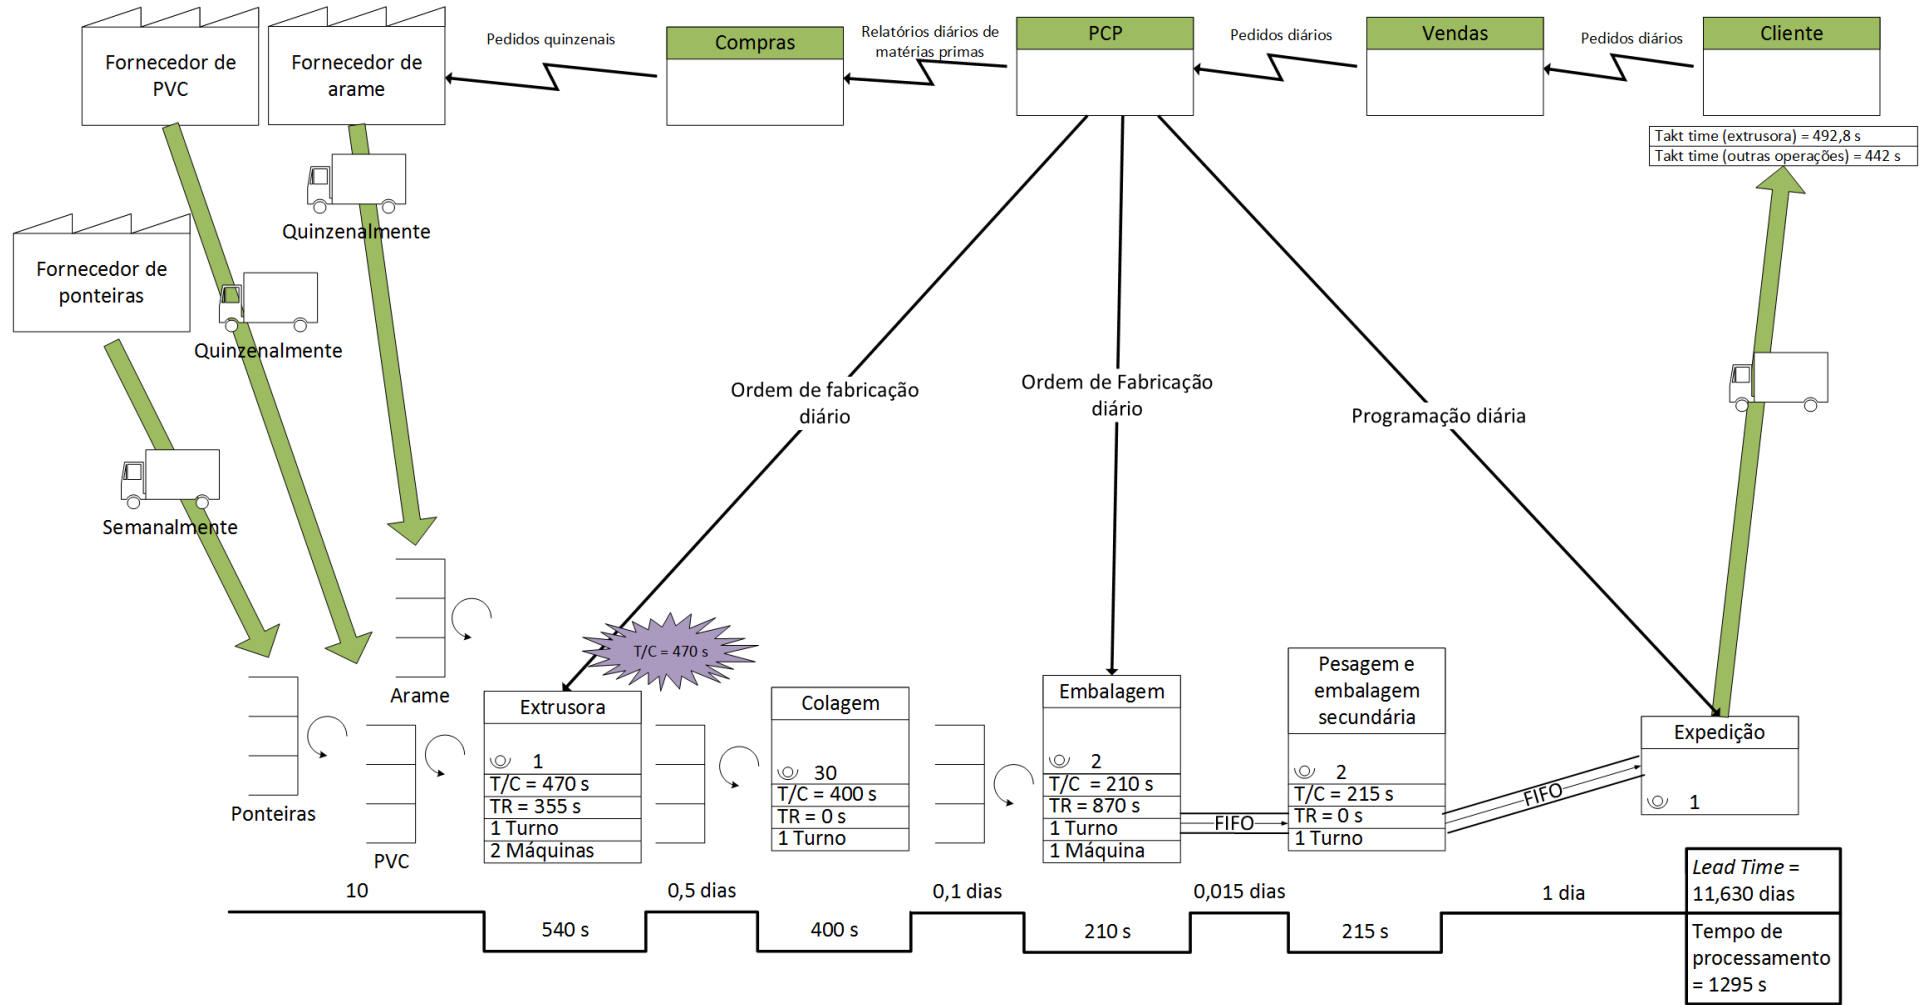 Fornecedor de
PVC
Fornecedor de
arame
Pedidos quinzenais
Compras
Relatórios diários de
matérias primas
PCP
Pedidos diários
Vendas
Pedidos diários
Cliente
Takt time (extrusora) = 492,8 s
Takt time (outras operações) = 442 s
Quinzenalmente
Fornecedor de
ponteiras
Quinzenalmente
Ordem de fabricação
diário
Ordem de Fabricação
diário
Programação diária
Semanalmente
Arame
Ponteiras
PVC
T/C = 470 s
Extrusora
1
T/C = 470 s
TR = 355 s
1 Turno
2 Máquinas
Colagem
30
T/C = 400 s
TR = 0 s
1 Turno
Embalagem
2
T/C = 210 s
TR = 870 s
1 Turno
1 Máquina
FIFO
Pesagem e
embalagem
secundária
2
T/C = 215 s
TR = 0 s
1 Turno
FIFO
Expedição
1
10
0,5 dias
0,1 dias
0,015 dias
1 dia
540 s
400 s
210 s
215 s
Lead Time =
11,630 dias
Tempo de
processamento
= 1295 s